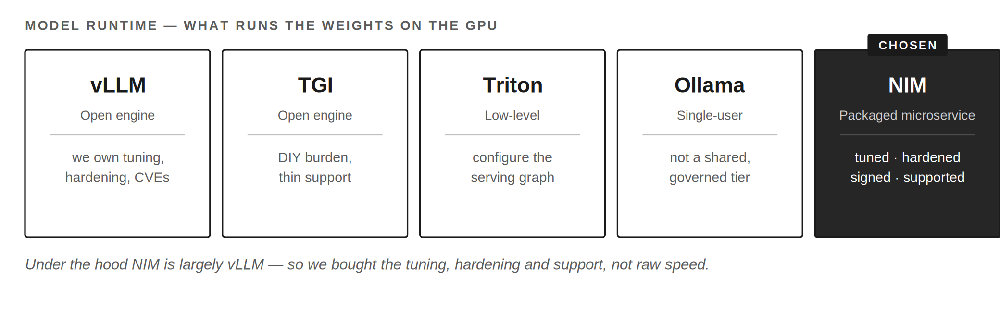 MODEL RUNTIME — WHAT RUNS THE WEIGHTS ON THE GPU
vLLM
Open engine
we own tuning,
hardening, CVEs
TGI
Open engine
DIY burden,
thin support
Triton
Low-level
configure the
serving graph
Ollama
Single-user
not a shared,
governed tier
CHOSEN
NIM
Packaged microservice
tuned · hardened
signed · supported
Under the hood NIM is largely vLLM — so we bought the tuning, hardening and support, not raw speed.